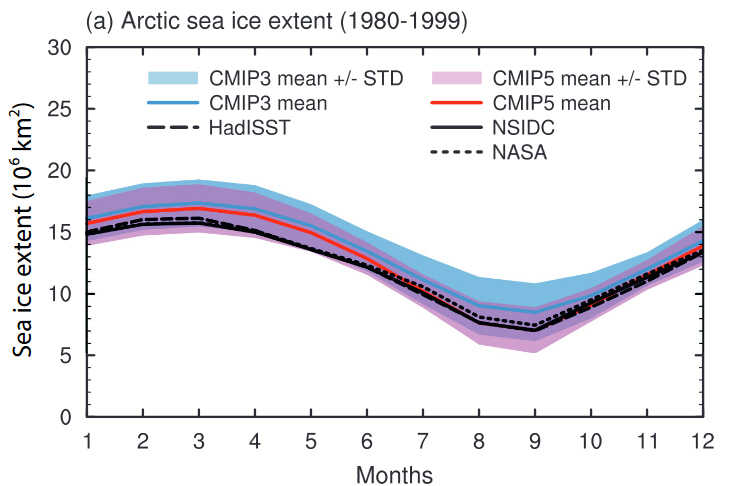 (a) Arctic sea ice extent (1980-1999)
30
25
20
15
10
5
0
Sea ice extent (10⁶ km²)
CMIP3 mean +/- STD
CMIP5 mean +/- STD
CMIP3 mean
CMIP5 mean
HadISST
NSIDC
NASA
1 2 3 4 5 6 7 8 9 10 11 12
Months